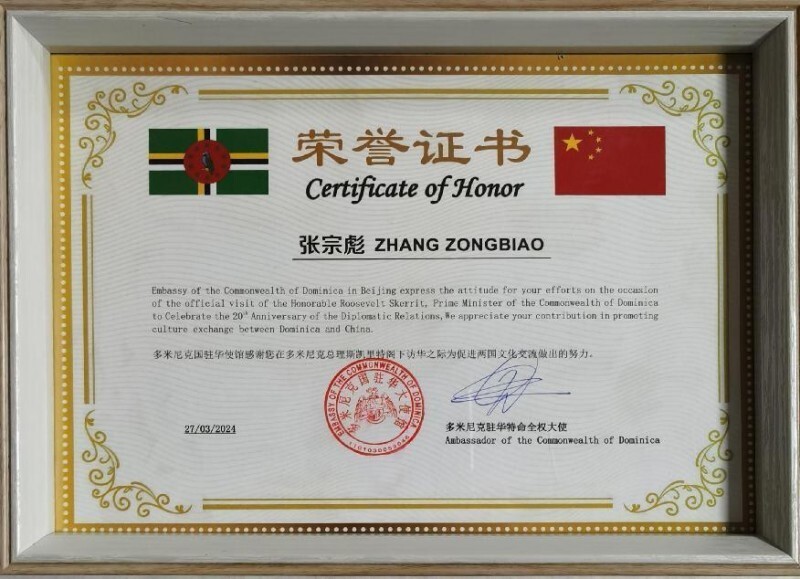 荣誉证书
Certificate of Honor
张宗彪 ZHANG ZONGBIAO
Embassy of the Commonwealth of Dominica in Beijing express the attitude for your efforts on the occasion
of the official visit of the Honorable Roosevelt Skerrit, Prime Minister of the Commonwealth of Dominica
to Celebrate the 20th Anniversary of the Diplomatic Relations, We appreciate your contribution in promoting
culture exchange between Dominica and China.
多米尼克国驻华使馆感谢您在多米尼克总理斯凯里特阁下访华之际为促进两国文化交流做出的努力。
EMBASSY OF THE COMMONWEALTH OF DOMINICA
多米尼克国驻华大使馆
27/03/2024
多米尼克驻华特命全权大使
Ambassador of the Commonwealth of Dominica